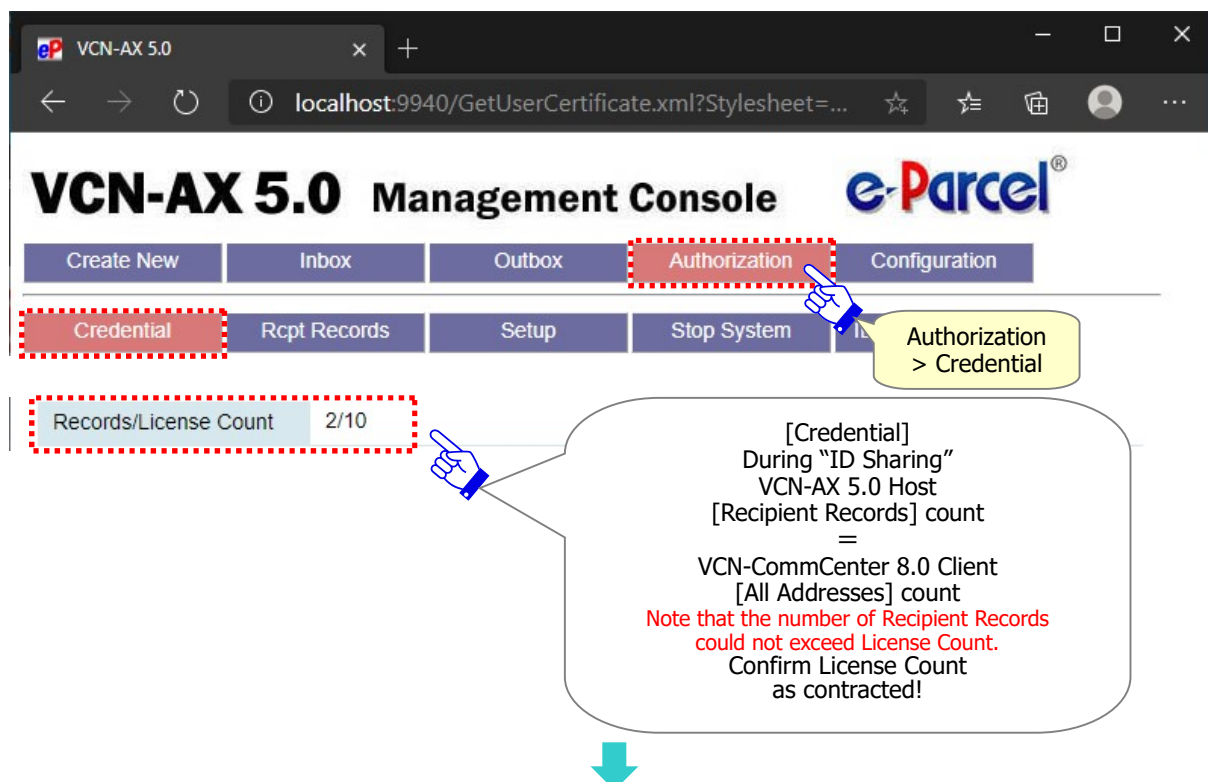 eP VCN-AX 5.0
localhost:9940/GetUserCertificate.xml?Stylesheet=...
VCN-AX 5.0 Management Console e-Parcel®
Create New Inbox Outbox Authorization Configuration
Credential Rcpt Records Setup Stop System
Authorization
> Credential
Records/License Count 2/10
[Credential]
During “ID Sharing”
VCN-AX 5.0 Host
[Recipient Records] count
=
VCN-CommCenter 8.0 Client
[All Addresses] count
Note that the number of Recipient Records
could not exceed License Count.
Confirm License Count
as contracted!